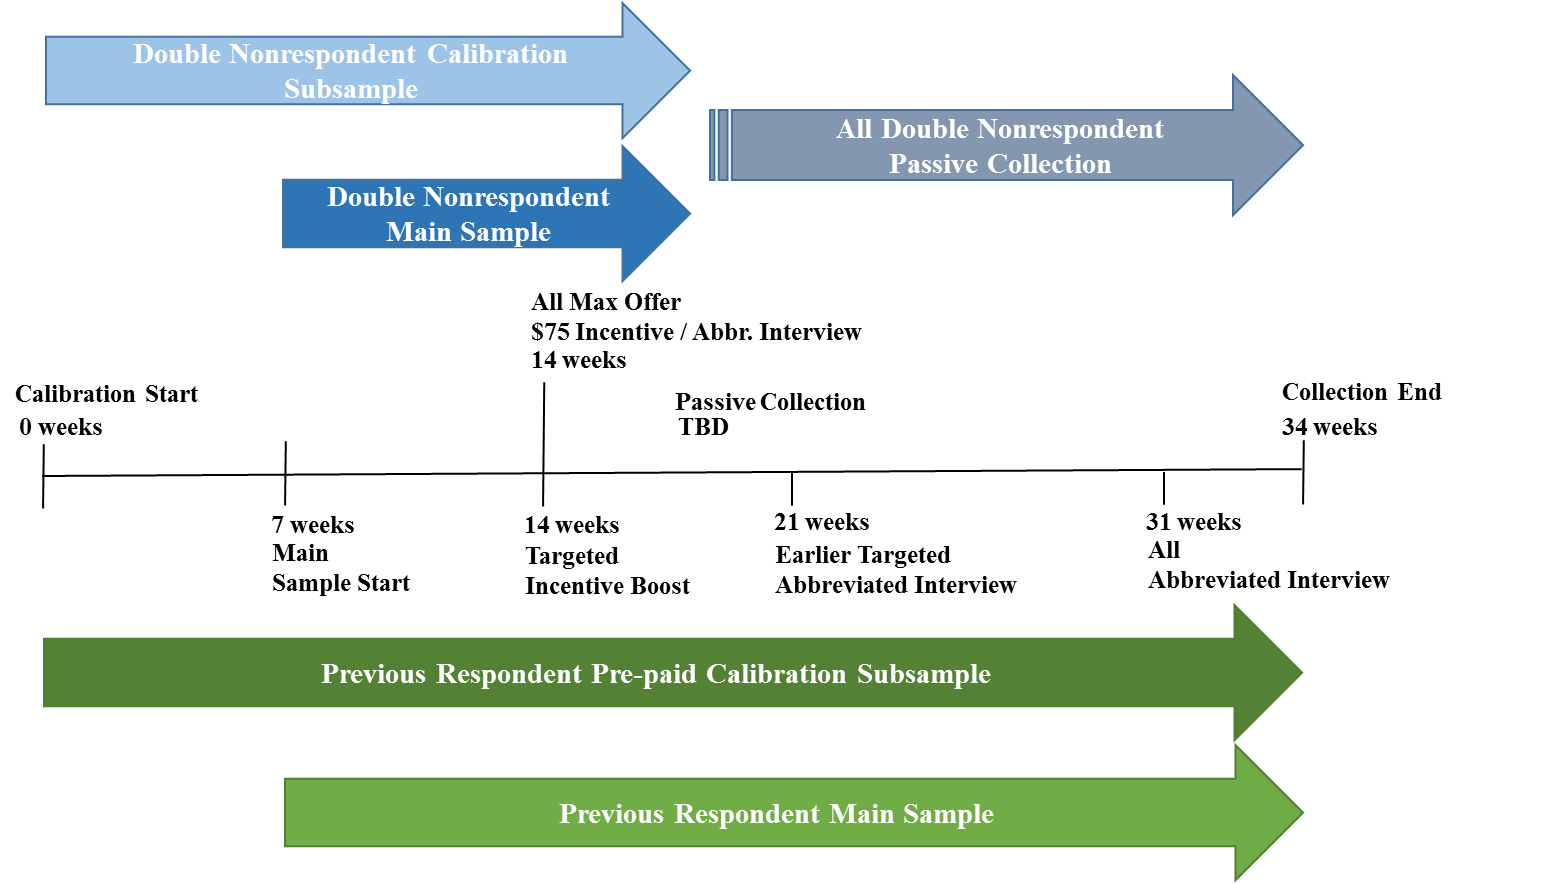 Double Nonrespondent Calibration
Subsample
All Double Nonrespondent
Passive Collection
Double Nonrespondent
Main Sample
All Max Offer
$75 Incentive / Abbr. Interview
14 weeks
Calibration Start
0 weeks
Passive Collection
TBD
Collection End
34 weeks
7 weeks
Main
Sample Start
14 weeks
Targeted
Incentive Boost
21 weeks
Earlier Targeted
Abbreviated Interview
31 weeks
All
Abbreviated Interview
Previous Respondent Pre-paid Calibration Subsample
Previous Respondent Main Sample